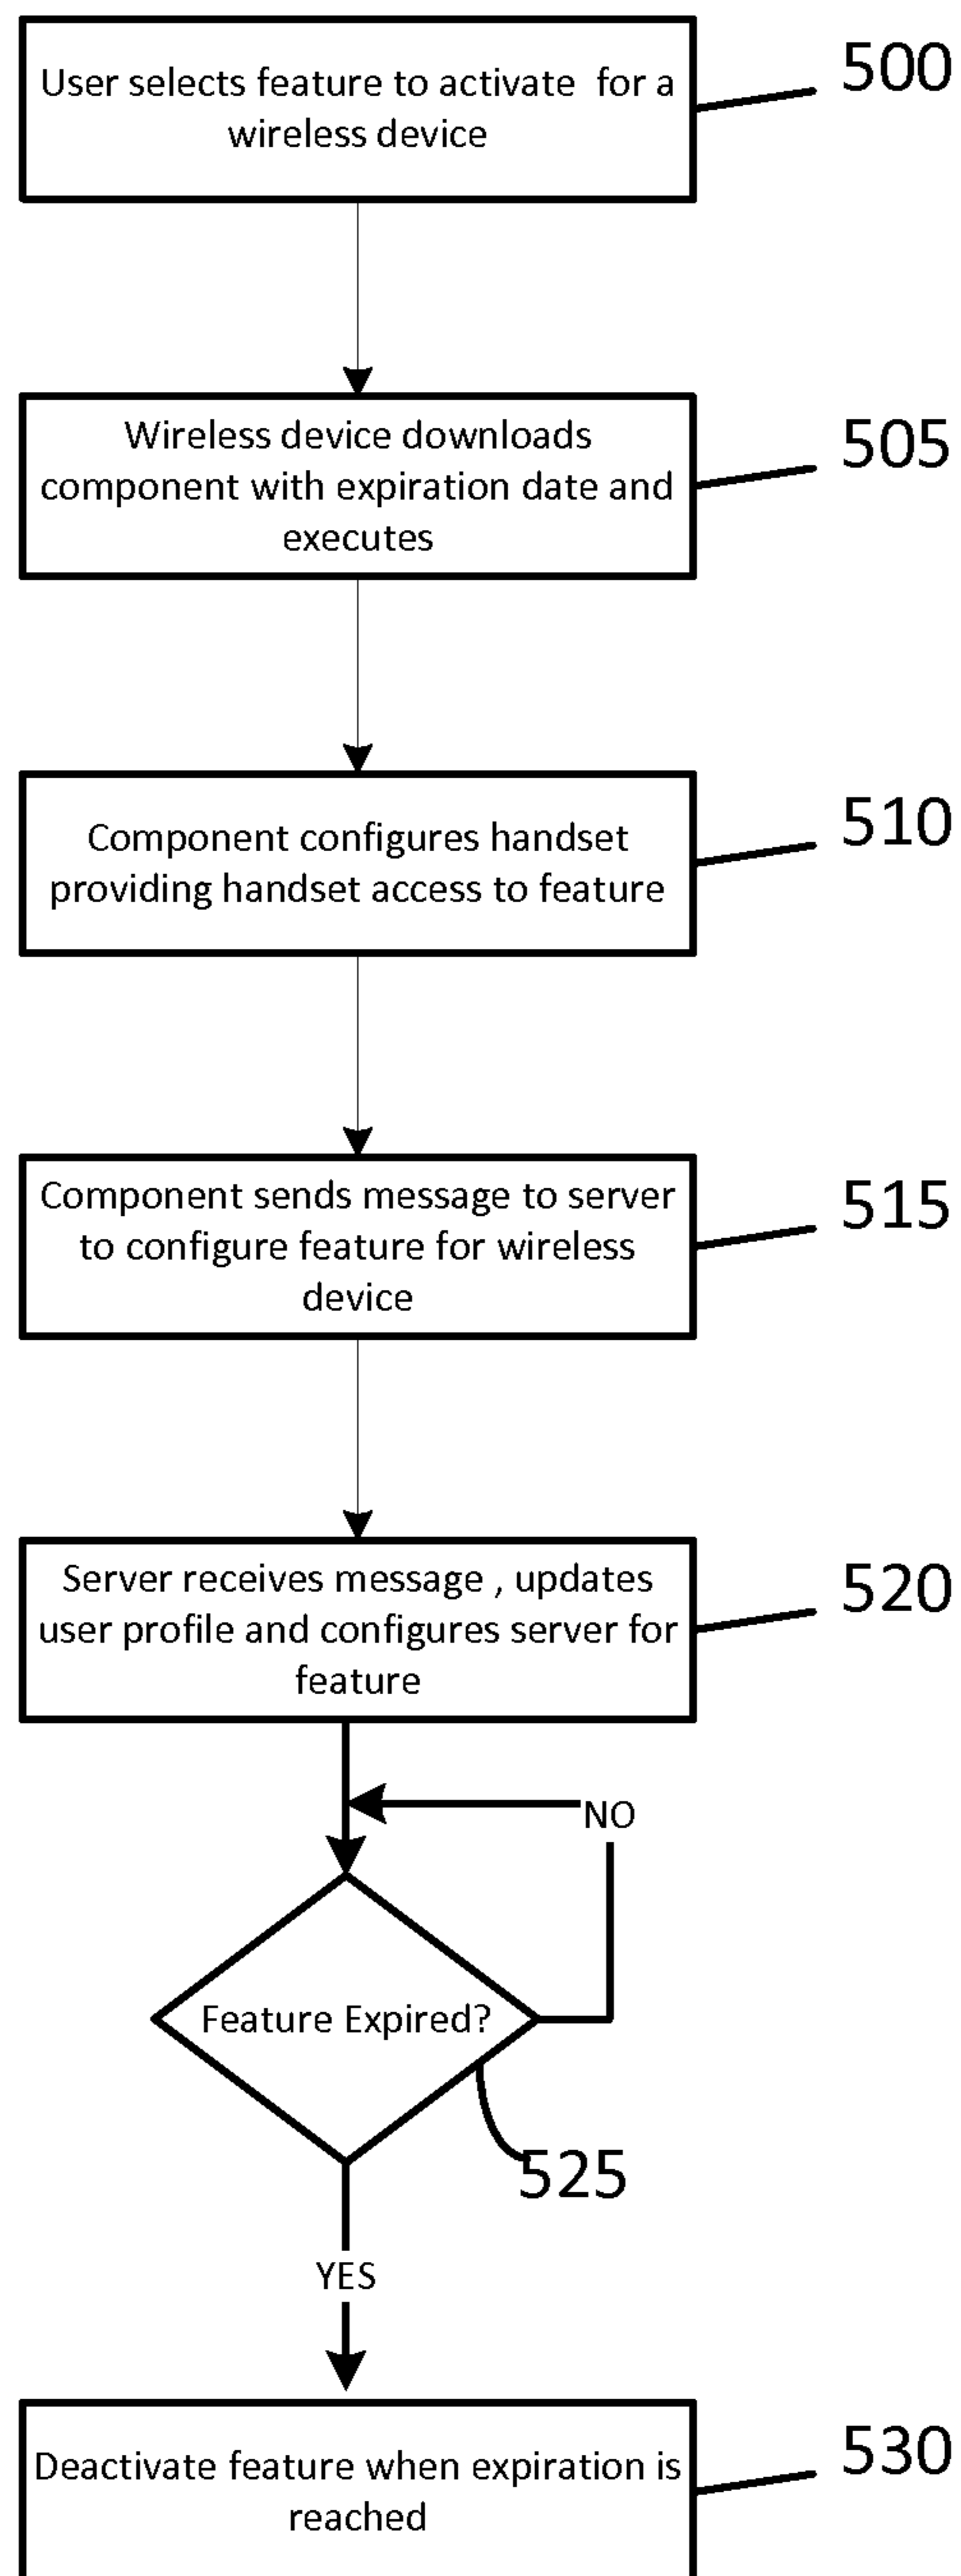 User selects feature to activate for a
wireless device
500
Wireless device downloads
component with expiration date and
executes
505
Component configures handset
providing handset access to feature
510
Component sends message to server
to configure feature for wireless
device
515
Server receives message , updates
user profile and configures server for
feature
520
NO
Feature Expired?
525
YES
Deactivate feature when expiration is
reached
530